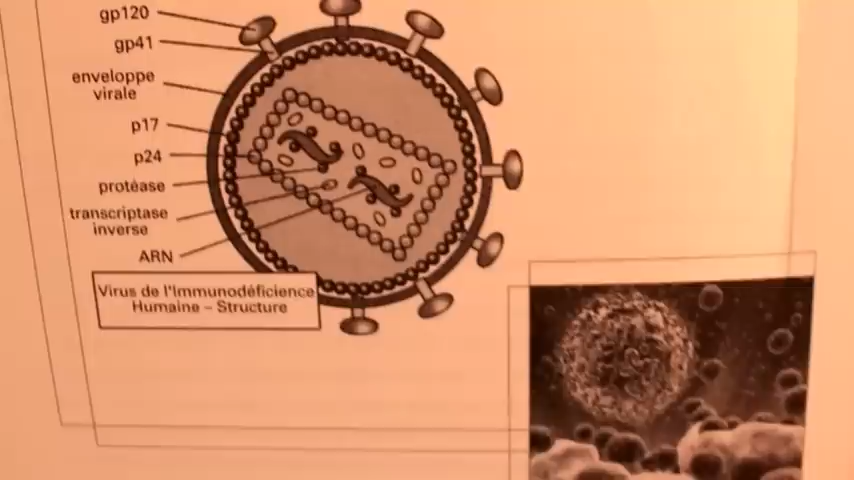 gp120
gp41
enveloppe
virale
p17
p24
protéase
transcriptase
inverse
ARN
Virus de l'Immunodéficience
Humaine – Structure